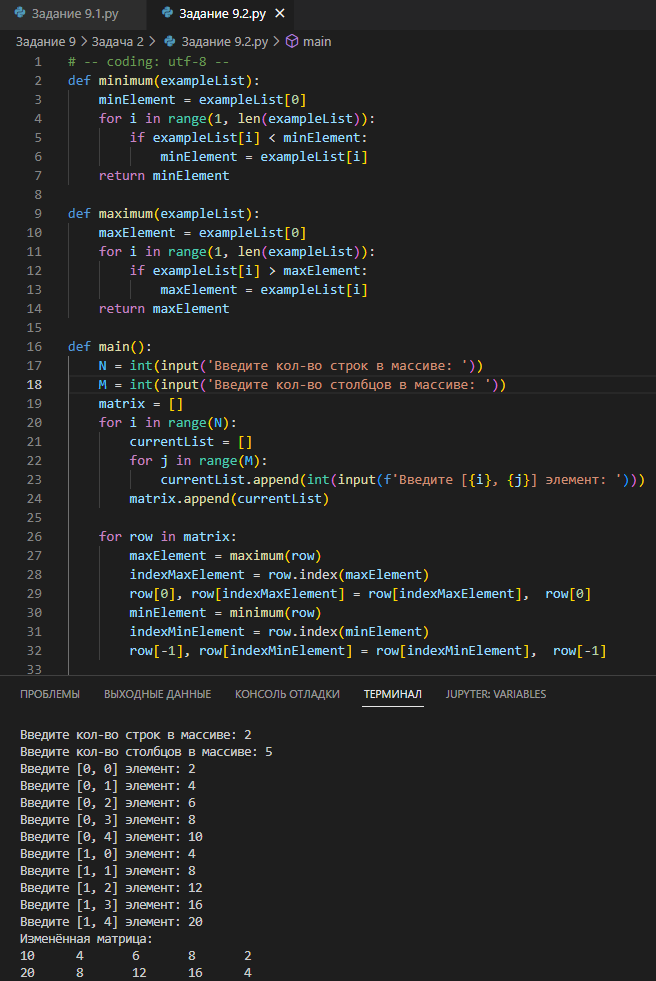 Задание 9.1.py Задание 9.2.py
Задание 9 > Задача 2 > Задание 9.2.py > main
1 # -- coding: utf-8 --
2 def minimum(exampleList):
3 minElement = exampleList[0]
4 for i in range(1, len(exampleList)):
5 if exampleList[i] < minElement:
6 minElement = exampleList[i]
7 return minElement
8
9 def maximum(exampleList):
10 maxElement = exampleList[0]
11 for i in range(1, len(exampleList)):
12 if exampleList[i] > maxElement:
13 maxElement = exampleList[i]
14 return maxElement
15
16 def main():
17 N = int(input('Введите кол-во строк в массиве: '))
18 M = int(input('Введите кол-во столбцов в массиве: '))
19 matrix = []
20 for i in range(N):
21 currentList = []
22 for j in range(M):
23 currentList.append(int(input(f'Введите [{i}, {j}] элемент: ')))
24 matrix.append(currentList)
25
26 for row in matrix:
27 maxElement = maximum(row)
28 indexMaxElement = row.index(maxElement)
29 row[0], row[indexMaxElement] = row[indexMaxElement],  row[0]
30 minElement = minimum(row)
31 indexMinElement = row.index(minElement)
32 row[-1], row[indexMinElement] = row[indexMinElement],  row[-1]
33
ПРОБЛЕМЫ ВЫХОДНЫЕ ДАННЫЕ КОНСОЛЬ ОТЛАДКИ ТЕРМИНАЛ JUPYTER: VARIABLES
Введите кол-во строк в массиве: 2
Введите кол-во столбцов в массиве: 5
Введите [0, 0] элемент: 2
Введите [0, 1] элемент: 4
Введите [0, 2] элемент: 6
Введите [0, 3] элемент: 8
Введите [0, 4] элемент: 10
Введите [1, 0] элемент: 4
Введите [1, 1] элемент: 8
Введите [1, 2] элемент: 12
Введите [1, 3] элемент: 16
Введите [1, 4] элемент: 20
Изменённая матрица:
10 4 6 8 2
20 8 12 16 4